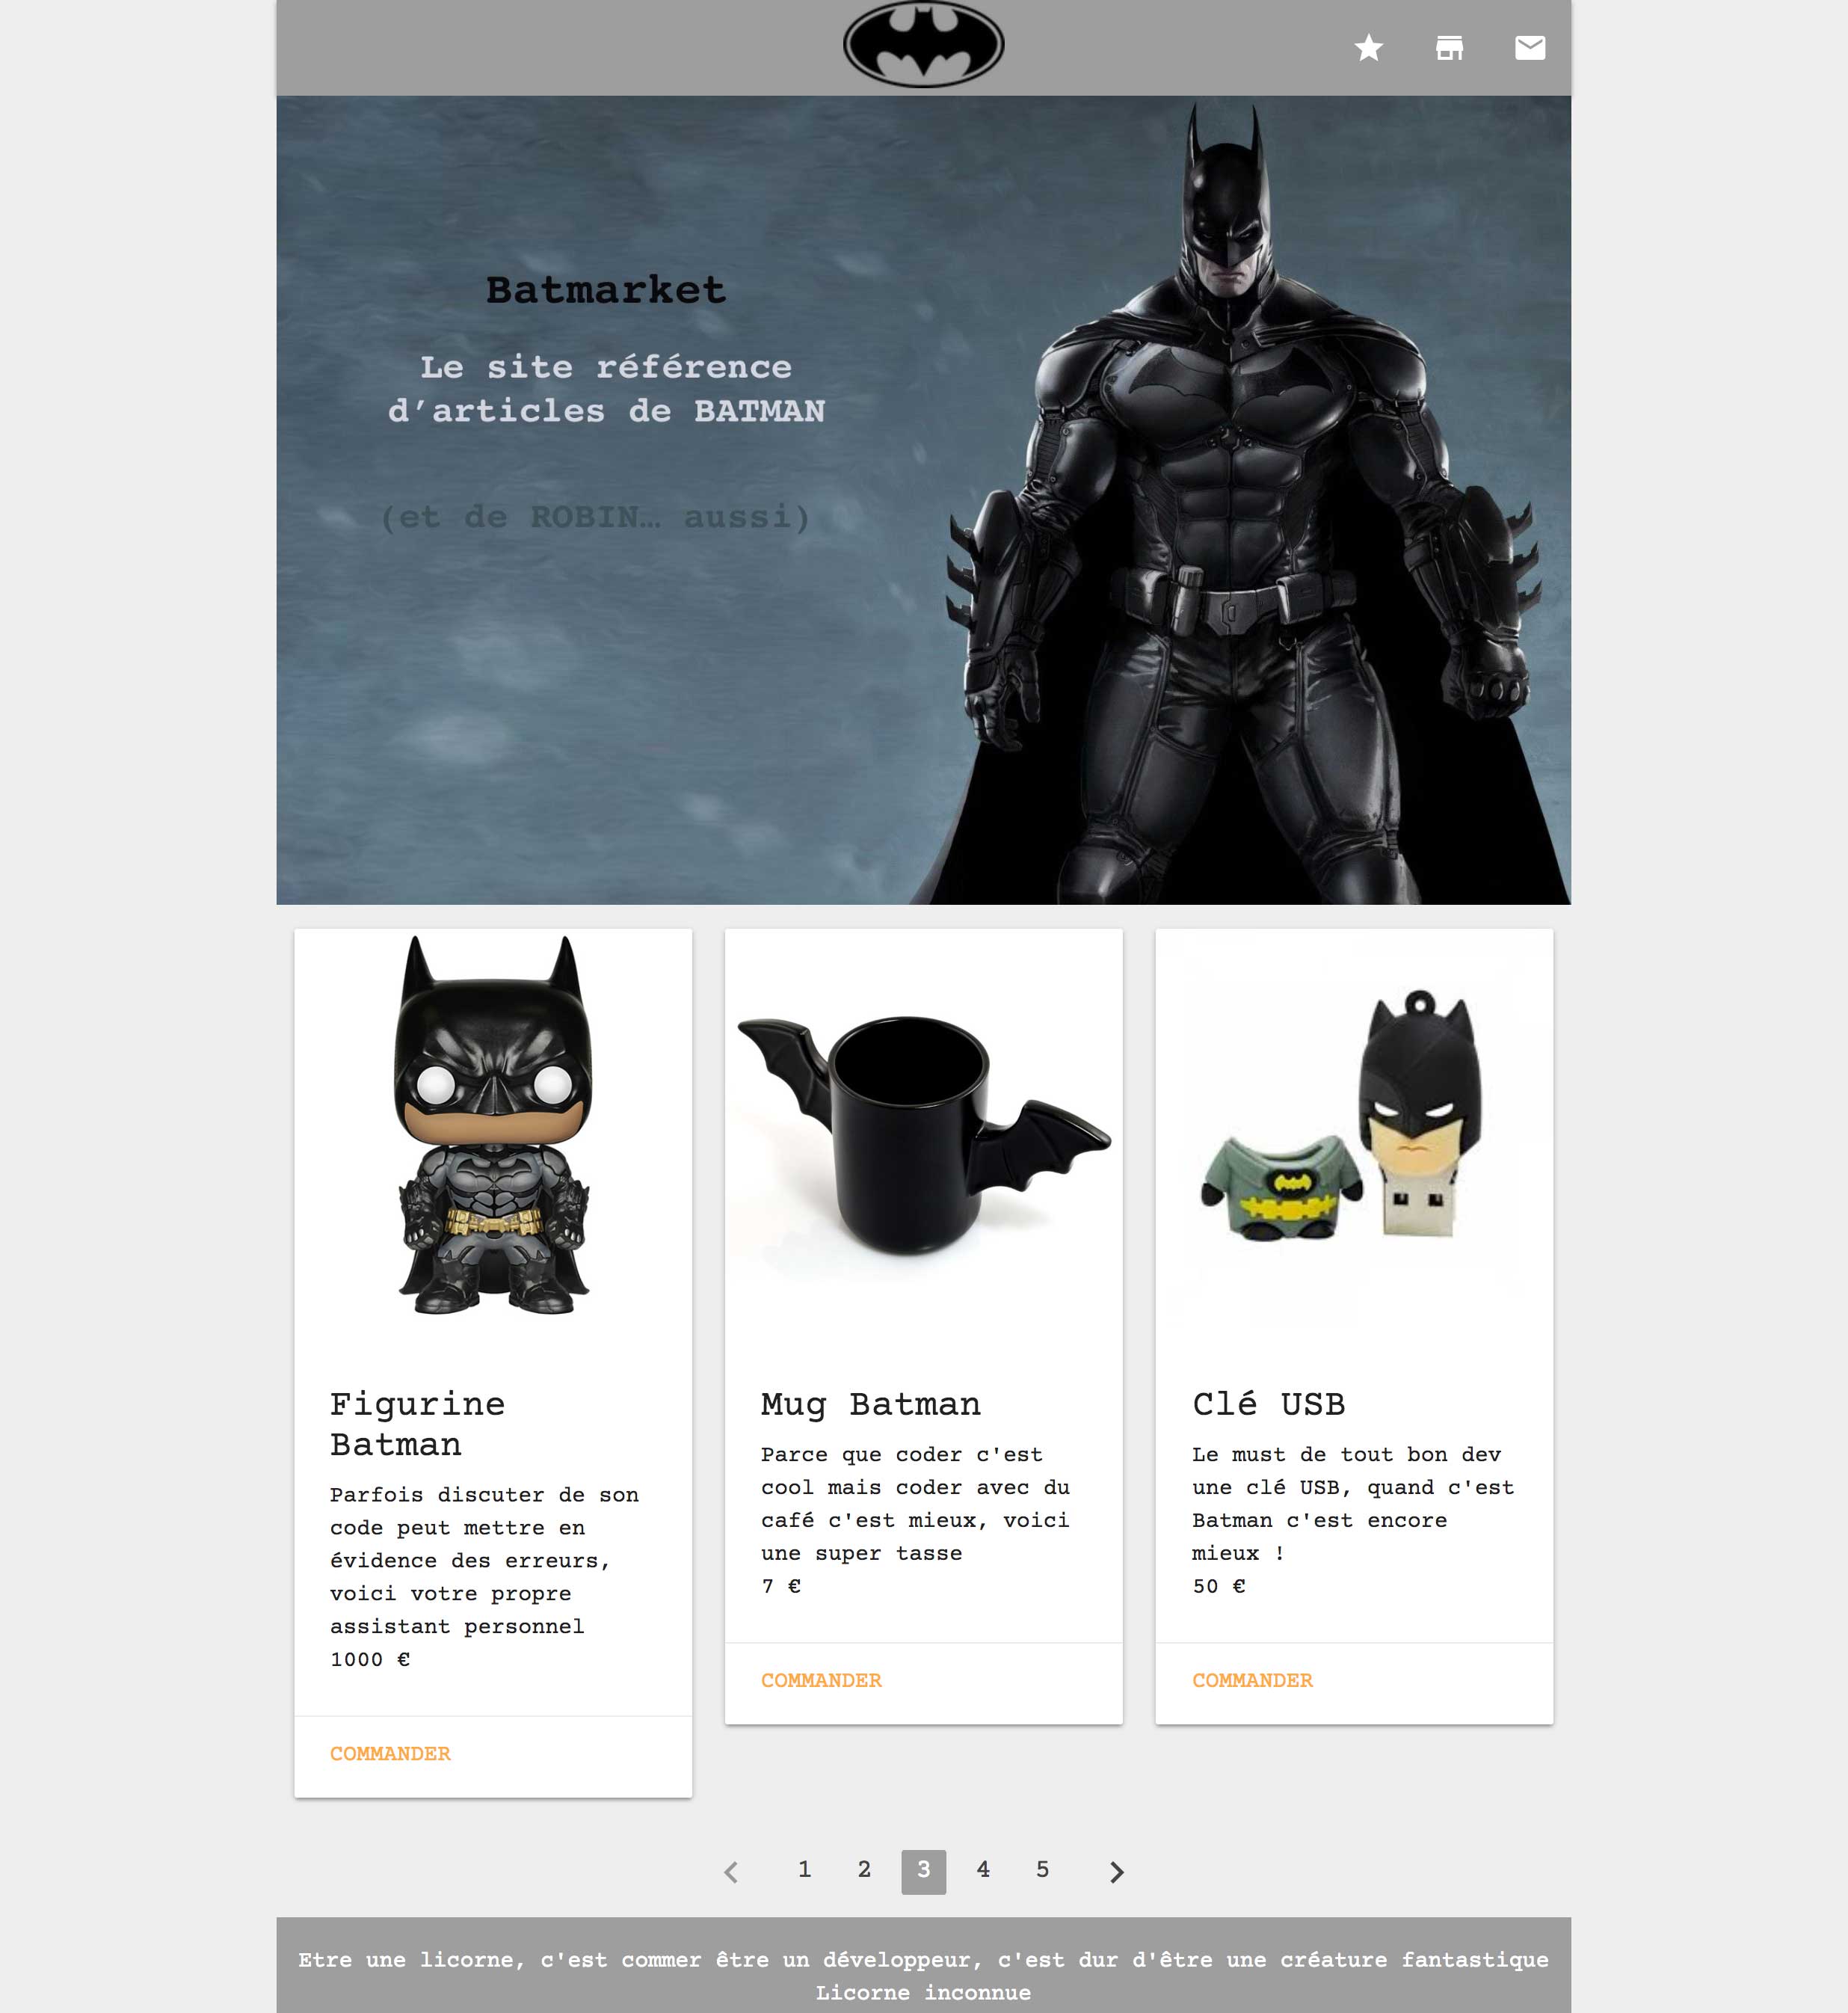 Batmarket
Le site référence
d’articles de BATMAN
(et de ROBIN… aussi)
Figurine
Batman
Parfois discuter de son
code peut mettre en
évidence des erreurs,
voici votre propre
assistant personnel
1000 €
COMMANDER
Mug Batman
Parce que coder c'est
cool mais coder avec du
café c'est mieux, voici
une super tasse
7 €
COMMANDER
Clé USB
Le must de tout bon dev
une clé USB, quand c'est
Batman c'est encore
mieux !
50 €
COMMANDER
1 2 3 4 5
Etre une licorne, c'est commer être un développeur, c'est dur d'être une créature fantastique
Licorne inconnue